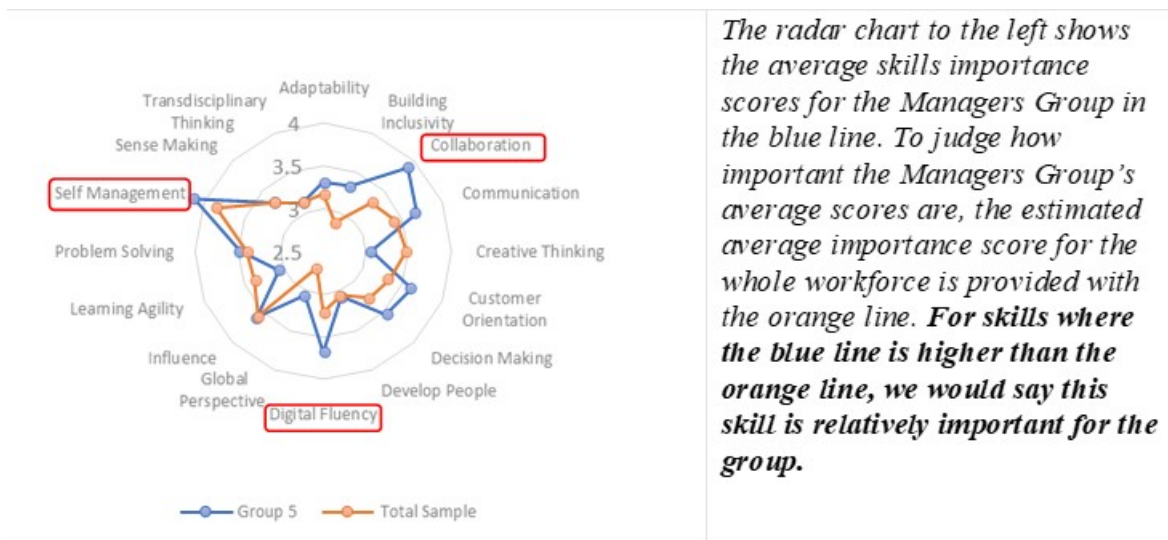 Adaptability
Building
Inclusivity
Collaboration
Communication
Creative Thinking
Customer
Orientation
Decision Making
Develop People
Digital Fluency
Global
Perspective
Influence
Learning Agility
Problem Solving
Self Management
Sense Making
Transdisciplinary
Thinking
4
3.5
3
2.5
Group 5
Total Sample
The radar chart to the left shows
the average skills importance
scores for the Managers Group in
the blue line. To judge how
important the Managers Group's
average scores are, the estimated
average importance score for the
whole workforce is provided with
the orange line. For skills where
the blue line is higher than the
orange line, we would say this
skill is relatively important for the
group.